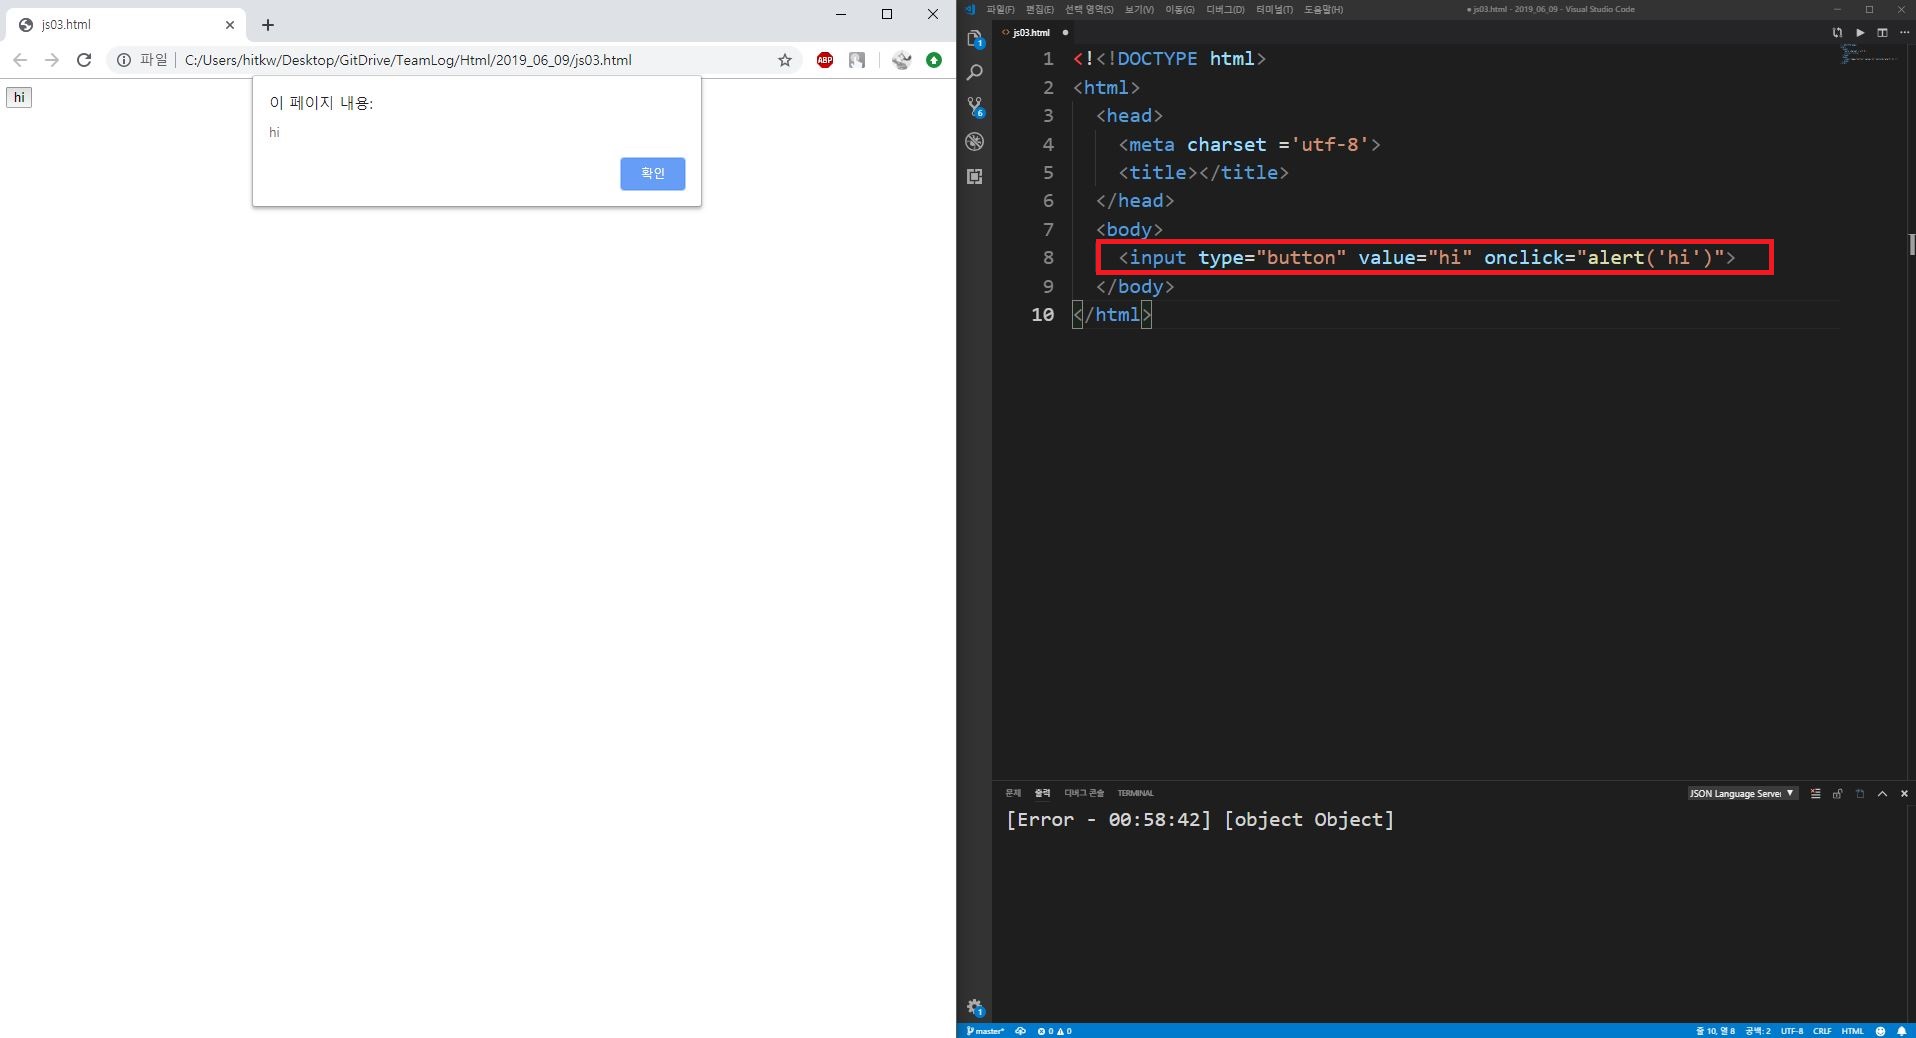 js03.html
파일 C:/Users/hitkw/Desktop/GitDrive/TeamLog/Html/2019_06_09/js03.html
ABP
hi
이 페이지 내용:
hi
확인
파일(F) 편집(E) 선택 영역(S) 보기(V) 이동(G) 디버그(D) 터미널(T) 도움말(H)
● js03.html - 2019_06_09 - Visual Studio Code
js03.html ●
1 <!<!DOCTYPE html>
2 <html>
3 <head>
4 <meta charset ='utf-8'>
5 <title></title>
6 </head>
7 <body>
8 <input type="button" value="hi" onclick="alert('hi')">
9 </body>
10 </html>
1
6
문제 출력 디버그 콘솔 TERMINAL
JSON Language Server
[Error - 00:58:42] [object Object]
1
master* 0 0
줄 10, 열 8 공백: 2 UTF-8 CRLF HTML